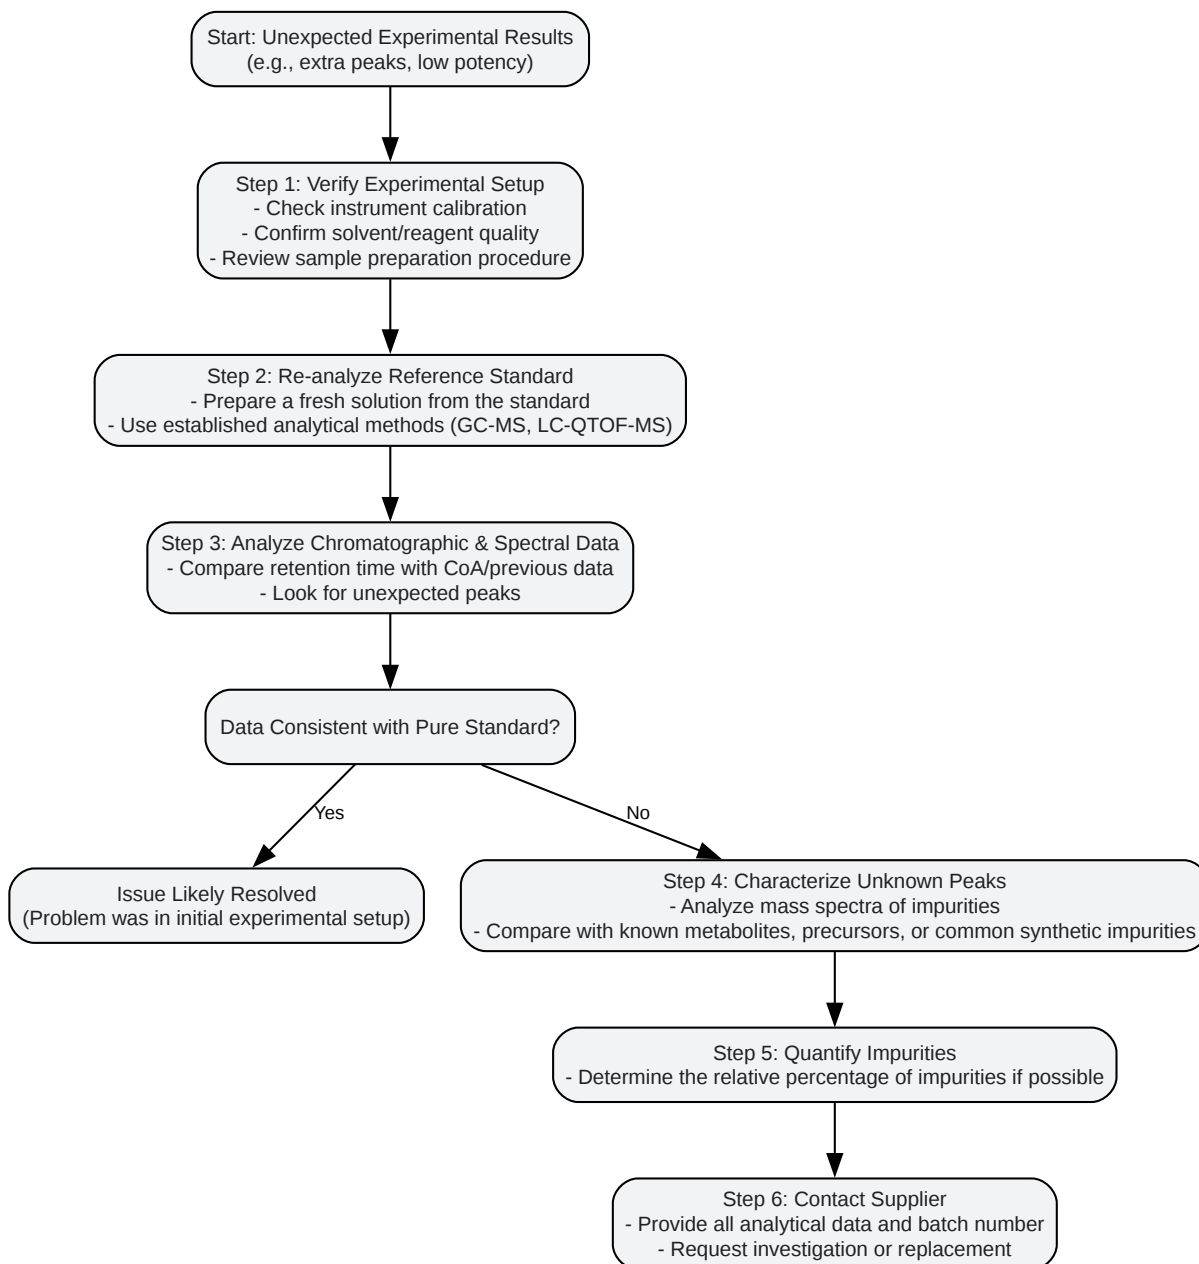 Start: Unexpected Experimental Results
(e.g., extra peaks, low potency)
Step 1: Verify Experimental Setup
- Check instrument calibration
- Confirm solvent/reagent quality
- Review sample preparation procedure
Step 2: Re-analyze Reference Standard
- Prepare a fresh solution from the standard
- Use established analytical methods (GC-MS, LC-QTOF-MS)
Step 3: Analyze Chromatographic & Spectral Data
- Compare retention time with CoA/previous data
- Look for unexpected peaks
Data Consistent with Pure Standard?
Yes
No
Issue Likely Resolved
(Problem was in initial experimental setup)
Step 4: Characterize Unknown Peaks
- Analyze mass spectra of impurities
- Compare with known metabolites, precursors, or common synthetic impurities
Step 5: Quantify Impurities
- Determine the relative percentage of impurities if possible
Step 6: Contact Supplier
- Provide all analytical data and batch number
- Request investigation or replacement